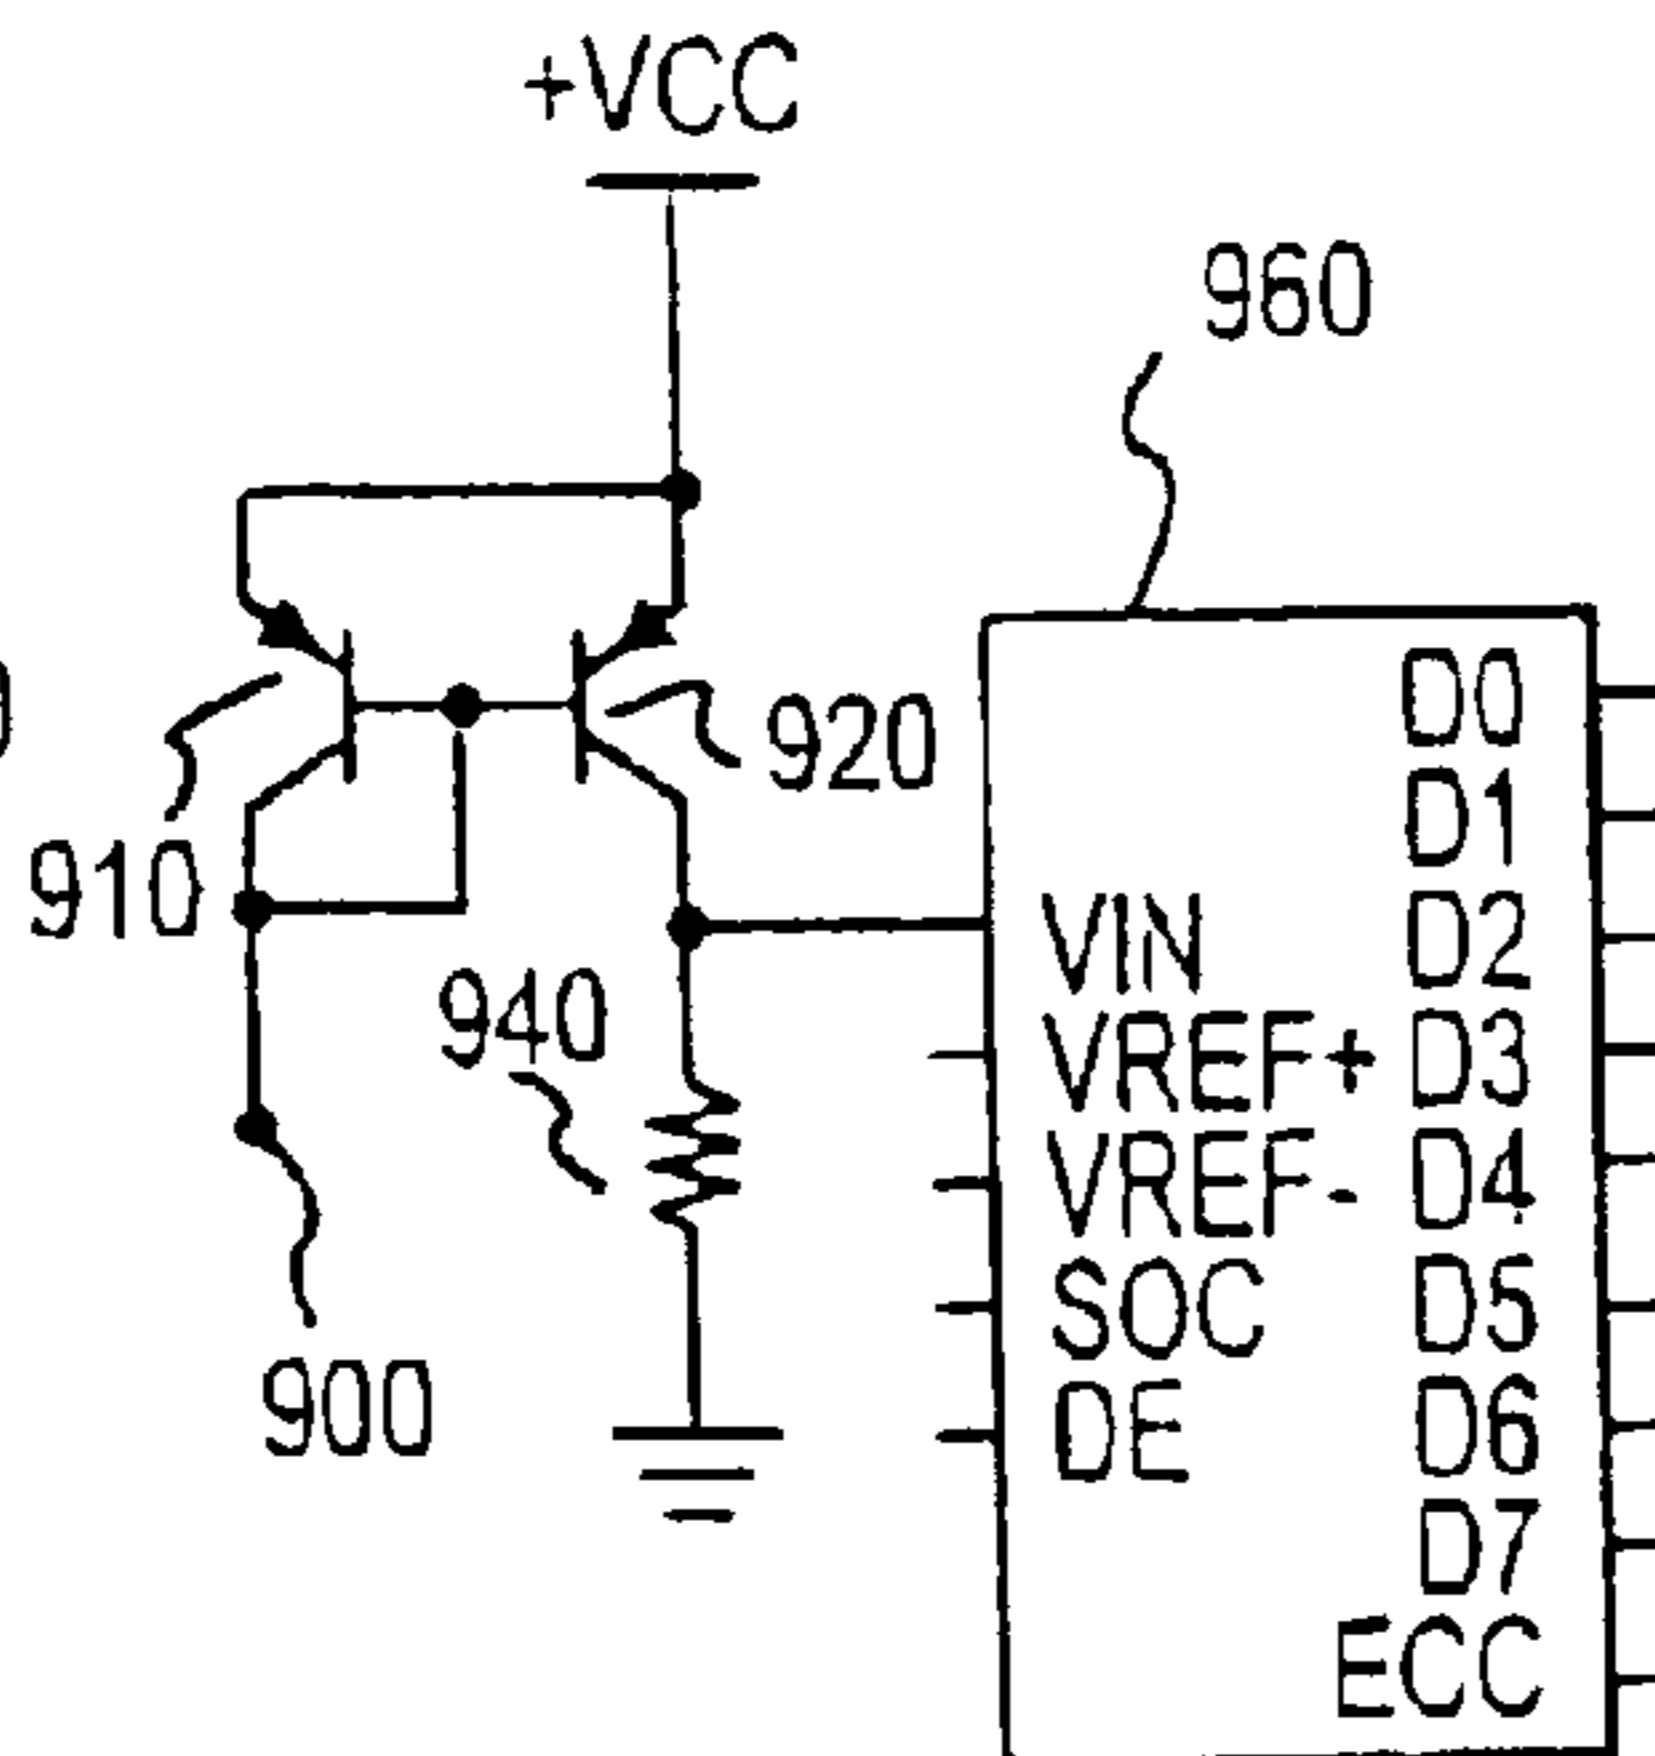 +VCC
960
920
910
940
900
D0
D1
VIN D2
VREF+ D3
VREF- D4
SOC D5
DE D6
D7
ECC